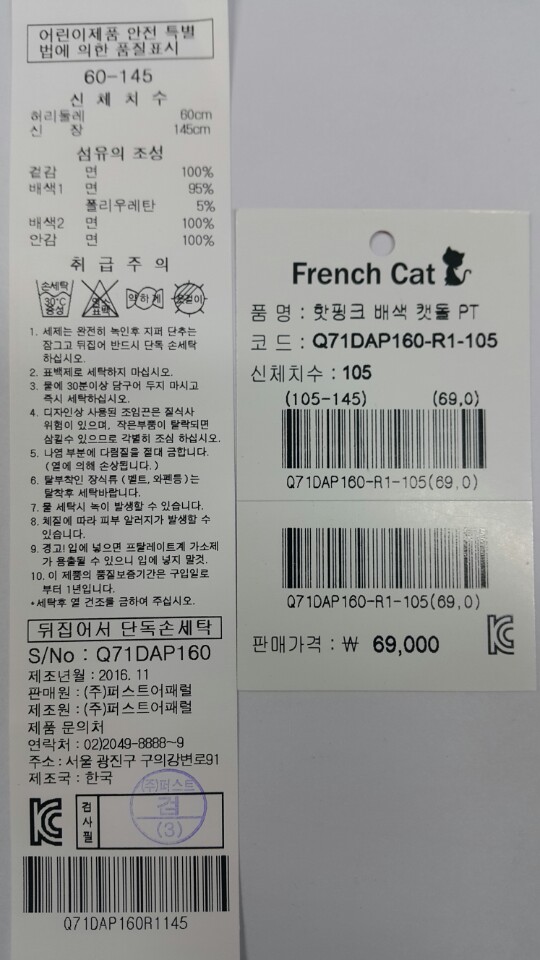 어린이제품 안전 특별
법에 의한 품질표시
60-145
신 체 치 수
허리둘레 60cm
신 장 145cm
섬유의 조성
겉감 면 100%
배색1 면 95%
폴리우레탄 5%
배색2 면 100%
안감 면 100%
취 급 주 의
손세탁
30°C
중성
염소
표백
약하게
옷걸이
1. 세제는 완전히 녹인후 지퍼 단추는
잠그고 뒤집어 반드시 단독 손세탁
하십시오.
2. 표백제로 세탁하지 마십시오.
3. 물에 30분이상 담구어 두지 마시고
즉시 세탁하십시오.
4. 디자인상 사용된 조임끈은 질식사
위험이 있으며, 작은부품이 탈락되면
삼킬수 있으므로 각별히 조심 하십시오.
5. 나염 부분에 다림질을 절대 금합니다.
(열에 의해 손상됩니다.)
6. 탈부착인 장식류(벨트, 와펜등)는
탈착후 세탁바랍니다.
7. 물 세탁시 녹이 발생할 수 있습니다.
8. 체질에 따라 피부 알러지가 발생할 수
있습니다.
9. 경고! 입에 넣으면 프탈레이트계 가소제
가 용출될 수 있으니 입에 넣지 말것.
10. 이 제품의 품질보증기간은 구입일로
부터 1년입니다.
*세탁후 열 건조를 금하여 주십시오.
뒤집어서 단독손세탁
S/No : Q71DAP160
제조년월 : 2016. 11
판매원 : (주)퍼스트어패럴
제조원 : (주)퍼스트어패럴
제품 문의처
연락처 : 02)2049-8888~9
주소 : 서울 광진구 구의강변로91
제조국 : 한국
검사필
(주)퍼스트
검
(3)
Q71DAP160R1145
French Cat
품 명 : 핫핑크 배색 캣돌 PT
코 드 : Q71DAP160-R1-105
신체치수 : 105
(105-145) (69,0)
Q71DAP160-R1-105(69,0)
Q71DAP160-R1-105(69,0)
판매가격 : ₩ 69,000